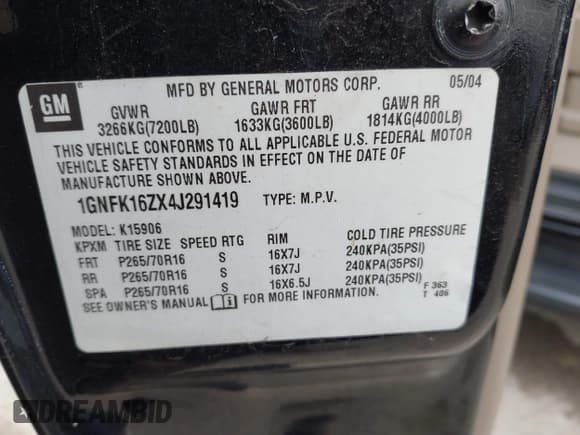 MFD BY GENERAL MOTORS CORP. 05/04
GM
GVWR GAWR FRT GAWR RR
3266KG(7200LB) 1633KG(3600LB) 1814KG(4000LB)
THIS VEHICLE CONFORMS TO ALL APPLICABLE U.S. FEDERAL MOTOR
VEHICLE SAFETY STANDARDS IN EFFECT ON THE DATE OF
MANUFACTURE SHOWN ABOVE.
1GNFK16ZX4J291419 TYPE: M.P.V.
MODEL: K15906
KPXM TIRE SIZE SPEED RTG RIM COLD TIRE PRESSURE
FRT P265/70R16 S 16X7J 240KPA(35PSI)
RR P265/70R16 S 16X7J 240KPA(35PSI)
SPA P265/70R16 S 16X6.5J 240KPA(35PSI)
SEE OWNER'S MANUAL FOR MORE INFORMATION.
F 363
T 406
DREAMBID